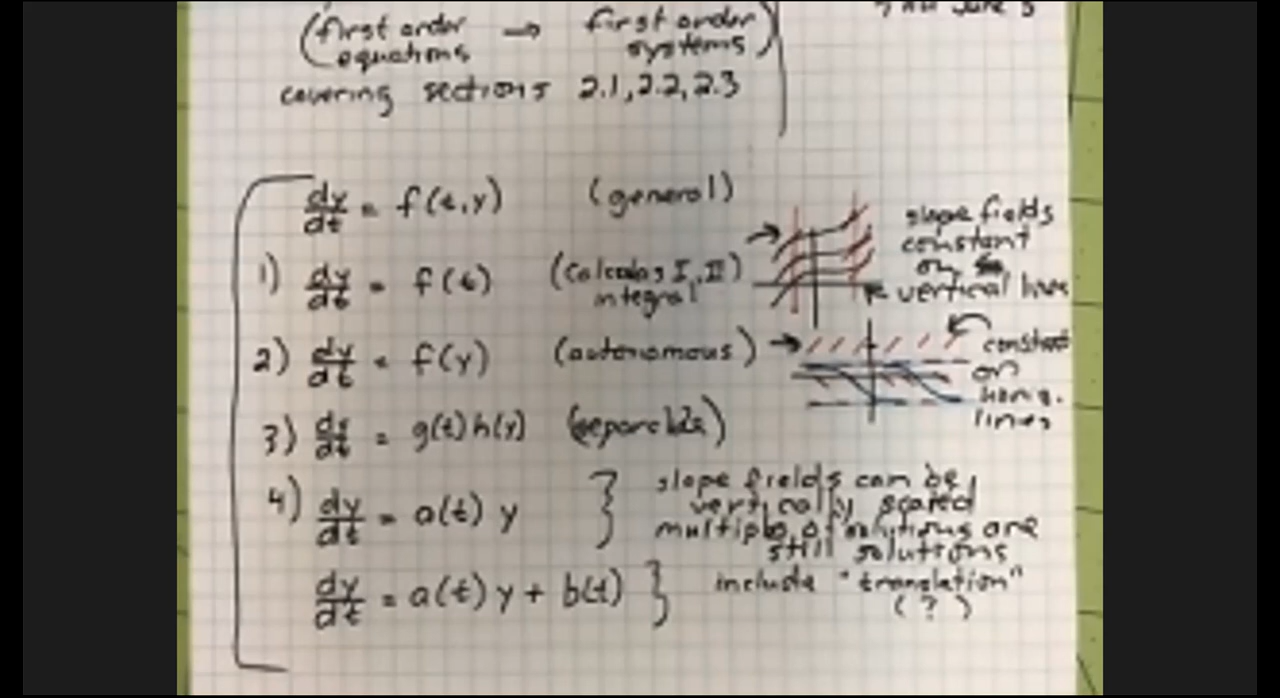 (first order → first order
equations systems)
covering sections 2.1, 2.2, 2.3
June 5
dy/dt = f(t,y) (general)
1) dy/dt = f(t) (Calculus I, II)
integral
slope fields
constant
on
vertical lines
2) dy/dt = f(y) (autonomous) →
constant
on
horiz.
lines
3) dy/dt = g(t)h(y) (separable)
4) dy/dt = a(t) y } slope fields can be
vertically scaled
multiples of solutions are
still solutions
dy/dt = a(t) y + b(t) } include "translation"
(?)